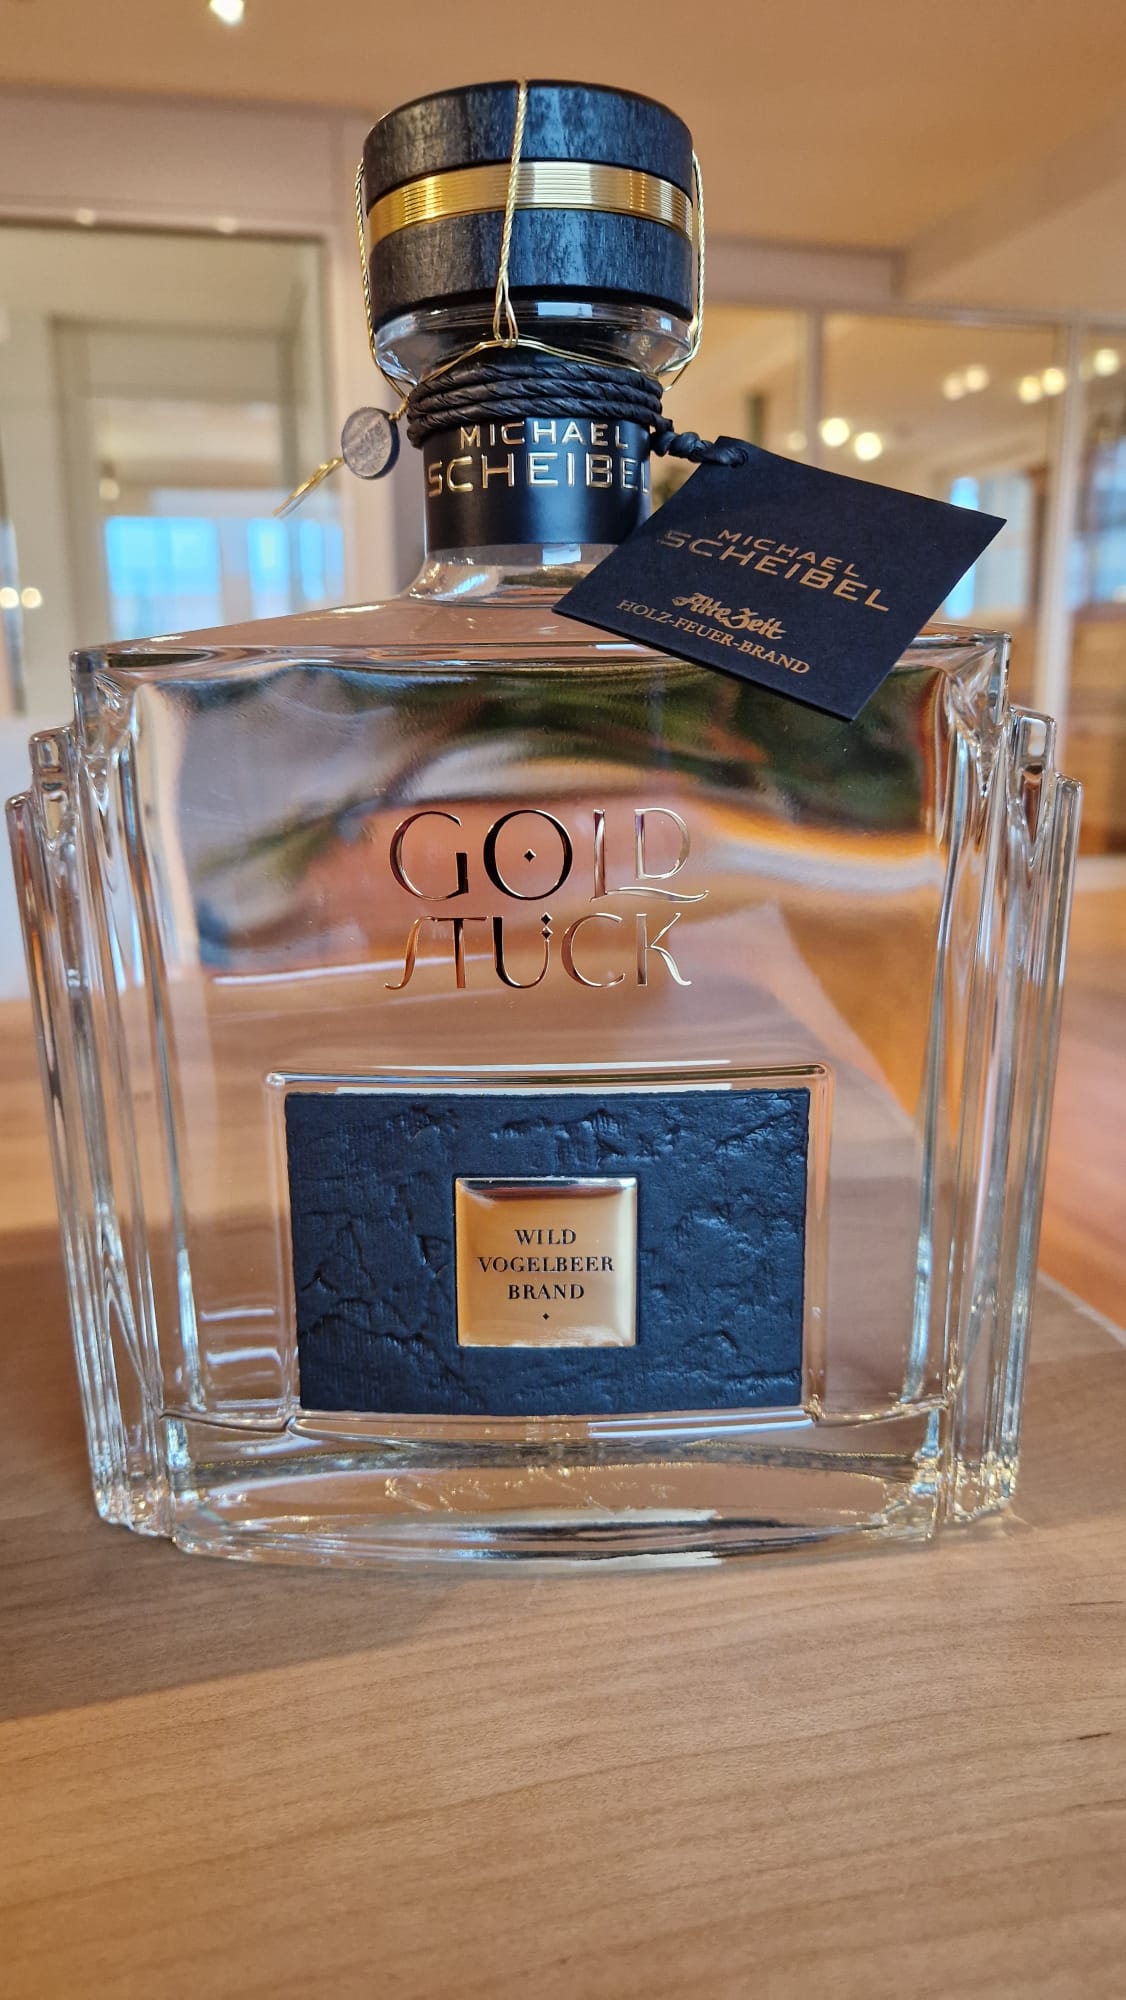 MICHAEL
SCHEIBEL
MICHAEL
SCHEIBEL
Alte Zeit
HOLZ-FEUER-BRAND
GOLD
STÜCK
WILD
VOGELBEER
BRAND